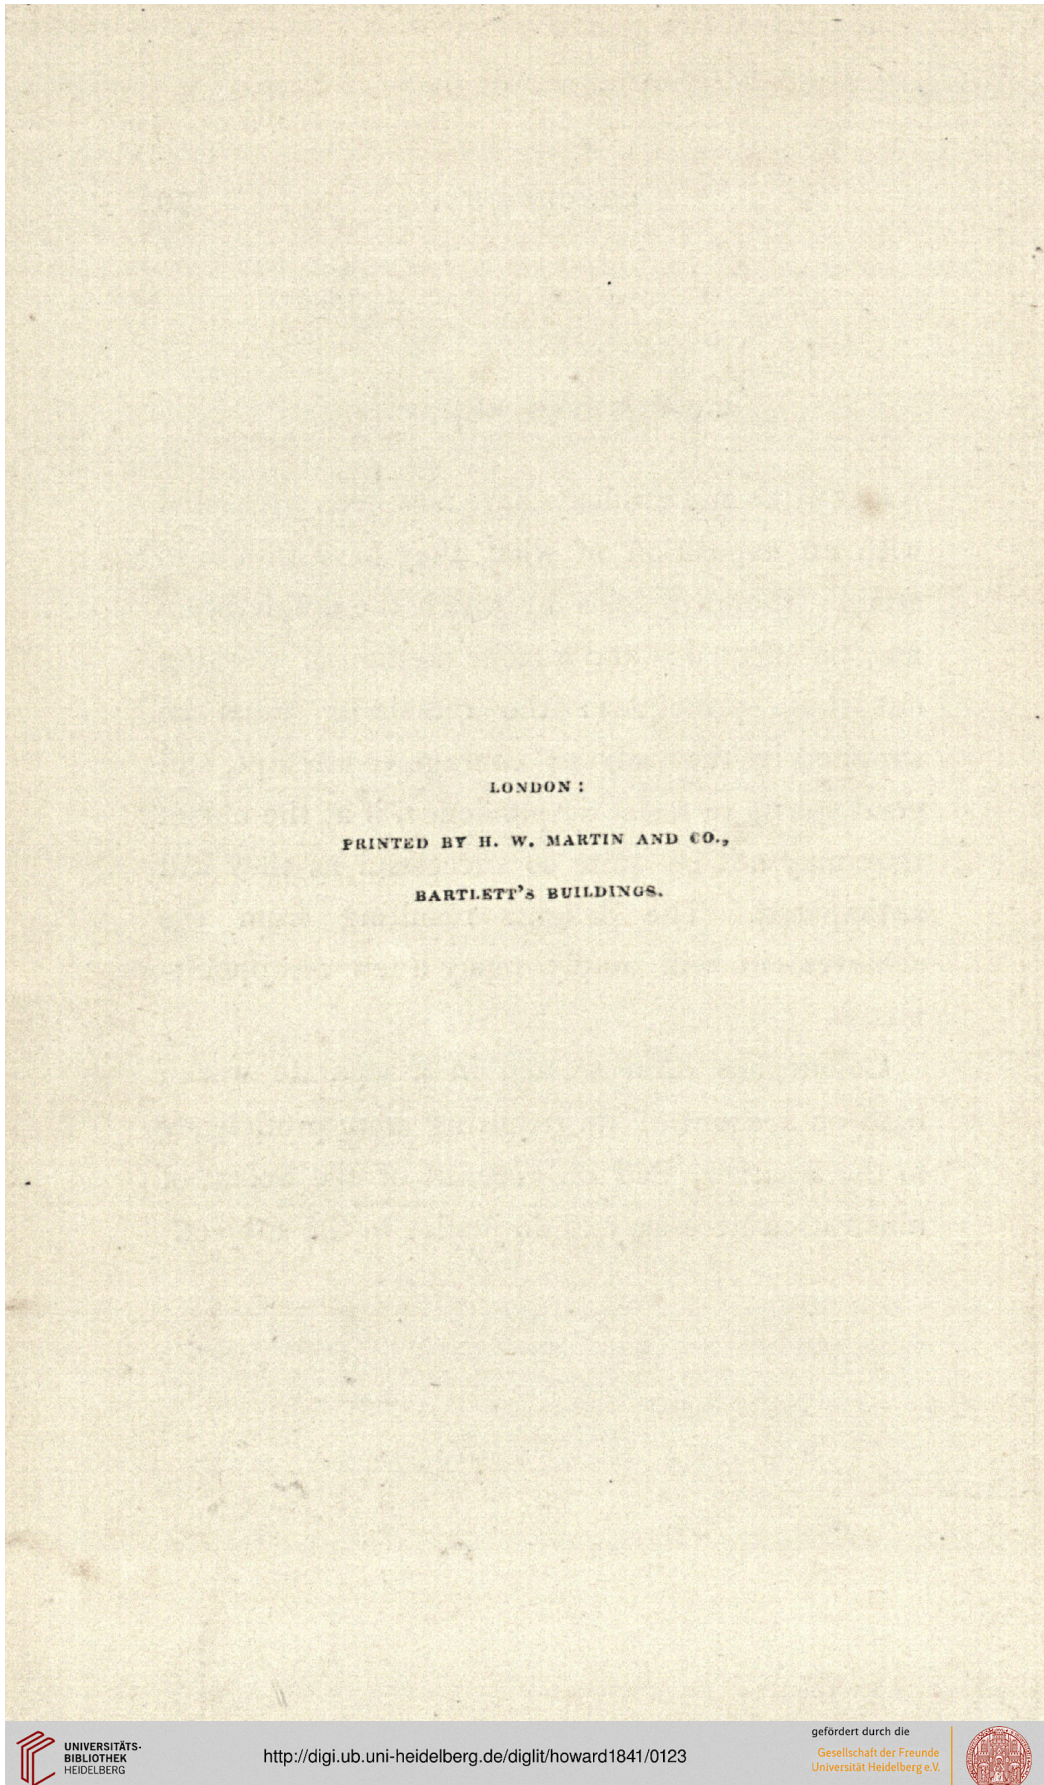 LONDON:
PRINTED BY H. W. MARTIN AND CO.,
BARTLETT'S BUILDINGS.
UNIVERSITÄTS-
BIBLIOTHEK
HEIDELBERG
http://digi.ub.uni-heidelberg.de/diglit/howard1841/0123
gefördert durch die
Gesellschaft der Freunde
Universität Heidelberg e.V.